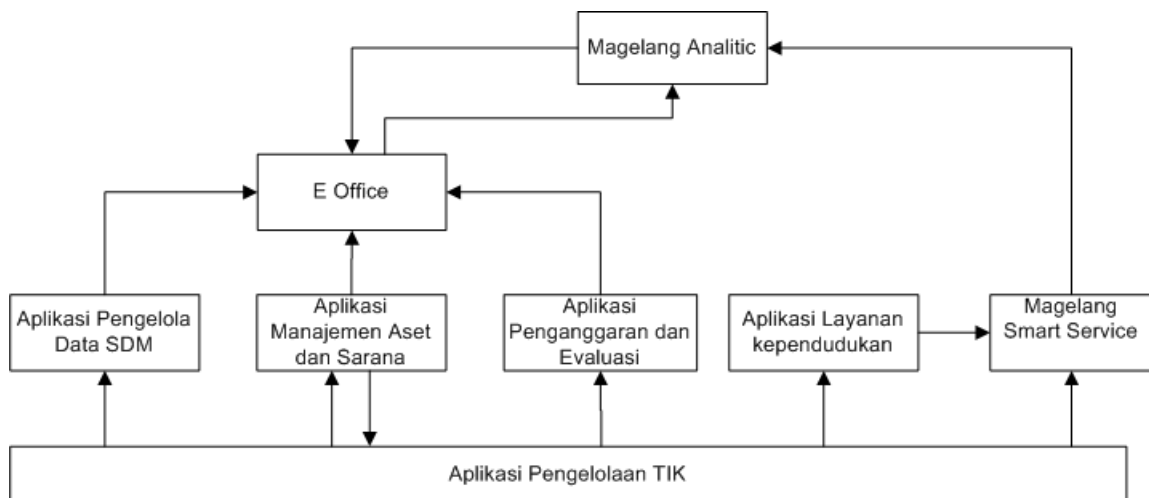 Magelang Analitic
E Office
Aplikasi Pengelola
Data SDM
Aplikasi
Manajemen Aset
dan Sarana
Aplikasi
Penganggaran dan
Evaluasi
Aplikasi Layanan
kependudukan
Magelang
Smart Service
Aplikasi Pengelolaan TIK